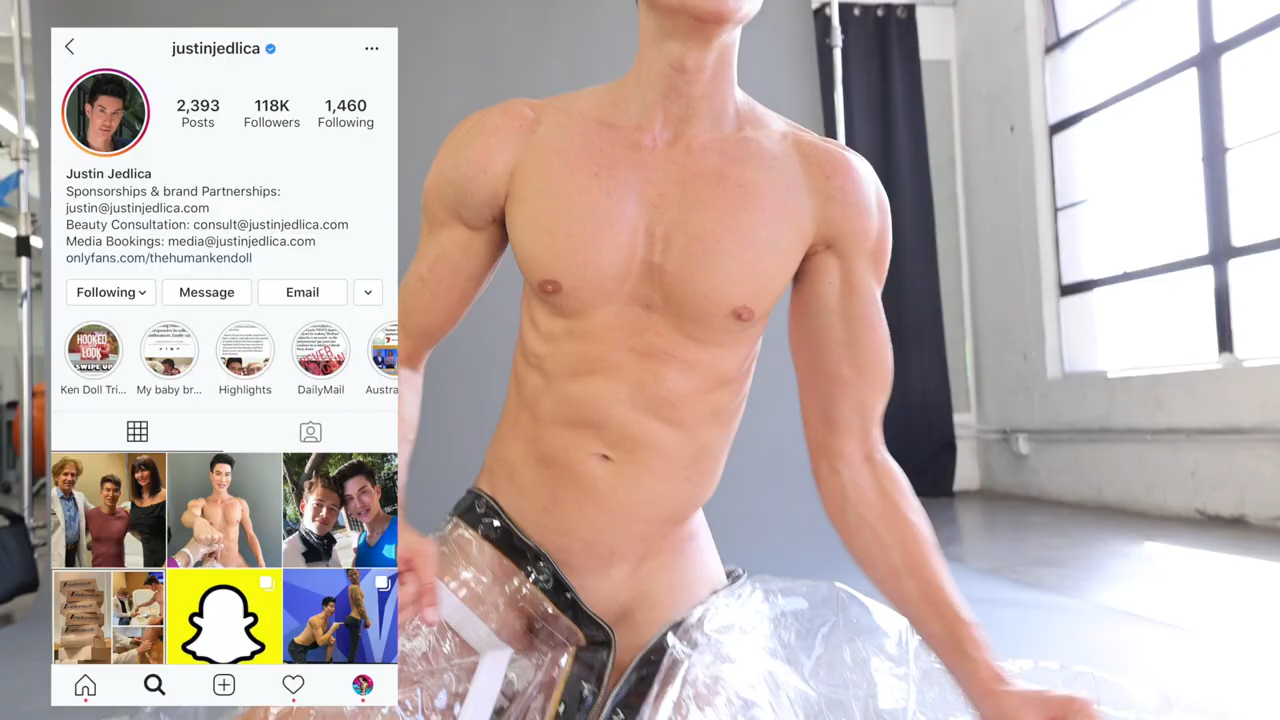 justinjedlica
2,393 118K 1,460
Posts Followers Following
Justin Jedlica
Sponsorships & brand Partnerships:
justin@justinjedlica.com
Beauty Consultation: consult@justinjedlica.com
Media Bookings: media@justinjedlica.com
onlyfans.com/thehumankendoll
Following Message Email
HOOKED
LOOK
SWIPE UP
Ken Doll Tri... My baby br... Highlights DailyMail Austra